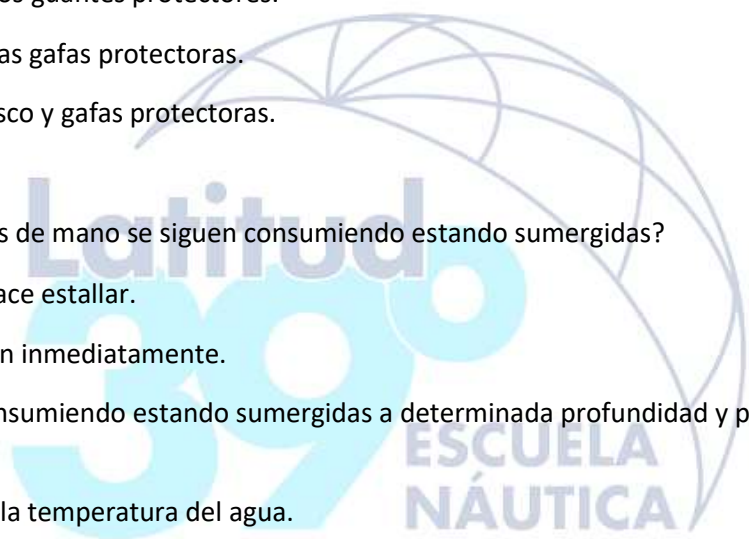 guantes protectores.
as gafas protectoras.
sco y gafas protectoras.
s de mano se siguen consumiendo estando sumergidas?
ace estallar.
n inmediatamente.
nsumiendo estando sumergidas a determinada profundidad y p
la temperatura del agua.
Latitud
39º
ESCUELA
NÁUTICA